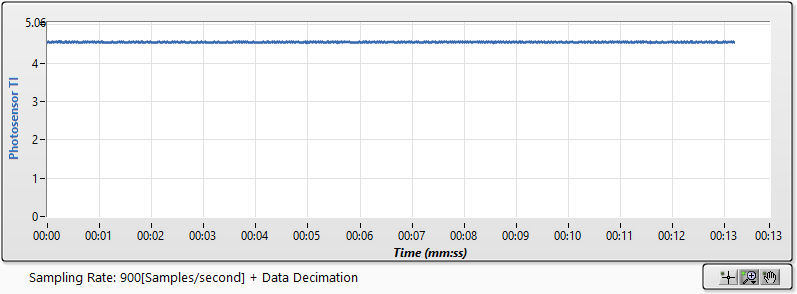 5.06
4
3
2
1
0
Photosensor TI
00:00 00:01 00:02 00:03 00:04 00:05 00:06 00:07 00:08 00:09 00:10 00:11 00:12 00:13 00:13
Time (mm:ss)
Sampling Rate: 900[Samples/second] + Data Decimation